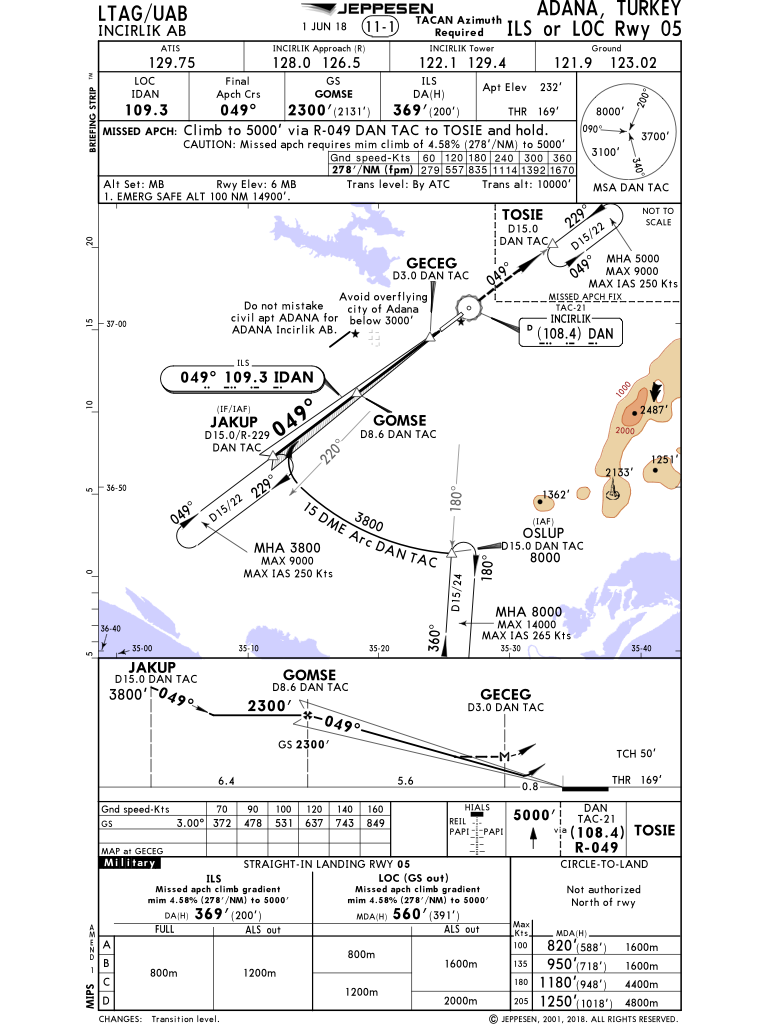 LTAG/UAB
INCIRLIK AB
JEPPESEN
1 JUN 18
11-1
TACAN Azimuth
Required
ADANA, TURKEY
ILS or LOC Rwy 05
BRIEFING STRIP ™
ATIS
129.75
INCIRLIK Approach (R)
128.0 126.5
INCIRLIK Tower
122.1 129.4
Ground
121.9 123.02
LOC
IDAN
109.3
Final
Apch Crs
049°
GS
GOMSE
2300'(2131')
ILS
DA(H)
369'(200')
Apt Elev 232'
THR 169'
MISSED APCH: Climb to 5000' via R-049 DAN TAC to TOSIE and hold.
CAUTION: Missed apch requires mim climb of 4.58% (278'/NM) to 5000'
Gnd speed-Kts 60 120 180 240 300 360
278'/NM (fpm) 279 557 835 1114 1392 1670
Alt Set: MB Rwy Elev: 6 MB Trans level: By ATC Trans alt: 10000'
1. EMERG SAFE ALT 100 NM 14900'.
8000'
200°
090°
3700'
3100'
340°
MSA DAN TAC
TOSIE
D15.0
DAN TAC
229°
D15/22
049°
NOT TO
SCALE
MHA 5000
MAX 9000
MAX IAS 250 Kts
MISSED APCH FIX
049°
GECEG
D3.0 DAN TAC
Do not mistake
civil apt ADANA for
ADANA Incirlik AB.
Avoid overflying
city of Adana
below 3000'
TAC-21
INCIRLIK
D (108.4) DAN
37-00
ILS
049° 109.3 IDAN
(IF/IAF)
JAKUP
D15.0/R-229
DAN TAC
049°
GOMSE
D8.6 DAN TAC
220°
1000
2487'
2000
1251'
2133'
1362'
36-50
229°
D15/22
049°
MHA 3800
MAX 9000
MAX IAS 250 Kts
3800
15 DME Arc DAN TAC
180°
(IAF)
OSLUP
D15.0 DAN TAC
8000
180°
D15/24
360°
MHA 8000
MAX 14000
MAX IAS 265 Kts
20
15
10
5
0
5
36-40
35-00
35-10
35-20
35-30
35-40
JAKUP
D15.0 DAN TAC
3800'
049°
GOMSE
D8.6 DAN TAC
2300'
049°
GS 2300'
GECEG
D3.0 DAN TAC
M
TCH 50'
THR 169'
6.4
5.6
0.8
Gnd speed-Kts 70 90 100 120 140 160
GS 3.00° 372 478 531 637 743 849
MAP at GECEG
HIALS
REIL
PAPI
PAPI
5000'
via
DAN
TAC-21
(108.4)
R-049
TOSIE
Military
STRAIGHT-IN LANDING RWY 05
CIRCLE-TO-LAND
ILS
Missed apch climb gradient
mim 4.58% (278'/NM) to 5000'
DA(H) 369'(200')
FULL
ALS out
LOC (GS out)
Missed apch climb gradient
mim 4.58% (278'/NM) to 5000'
MDA(H) 560'(391')
ALS out
Not authorized
North of rwy
Max
Kts
MDA(H)
A
B
C
D
800m
1200m
800m
1200m
1600m
2000m
100 820'(588') 1600m
135 950'(718') 1600m
180 1180'(948') 4400m
205 1250'(1018') 4800m
AMEND 1
MIPS
CHANGES: Transition level.
© JEPPESEN, 2001, 2018. ALL RIGHTS RESERVED.